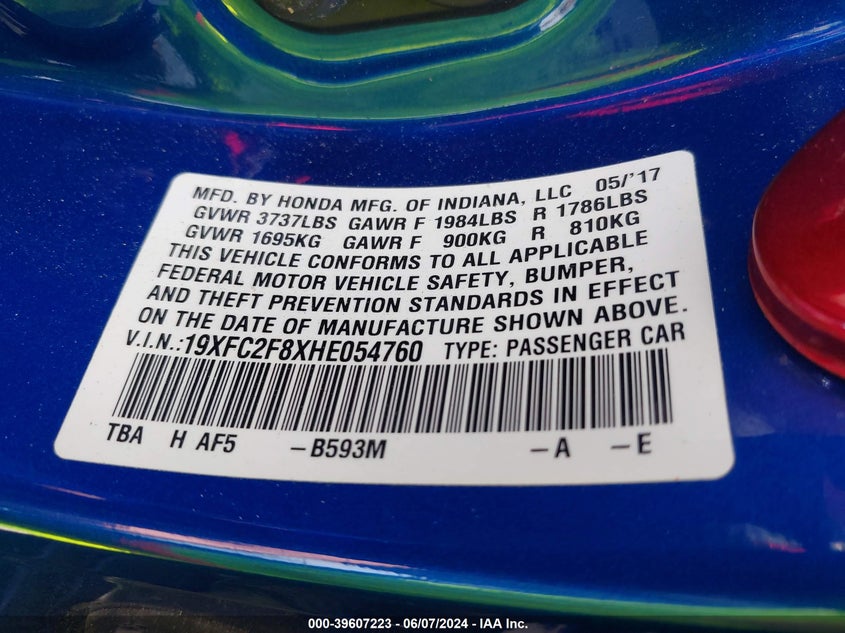 MFD. BY HONDA MFG. OF INDIANA, LLC 05/'17
GVWR 3737LBS GAWR F 1984LBS R 1786LBS
GVWR 1695KG GAWR F 900KG R 810KG
THIS VEHICLE CONFORMS TO ALL APPLICABLE
FEDERAL MOTOR VEHICLE SAFETY, BUMPER,
AND THEFT PREVENTION STANDARDS IN EFFECT
ON THE DATE OF MANUFACTURE SHOWN ABOVE.
V.I.N.:19XFC2F8XHE054760 TYPE: PASSENGER CAR
TBA H AF5 –B593M –A –E
000-39607223 - 06/07/2024 - IAA Inc.